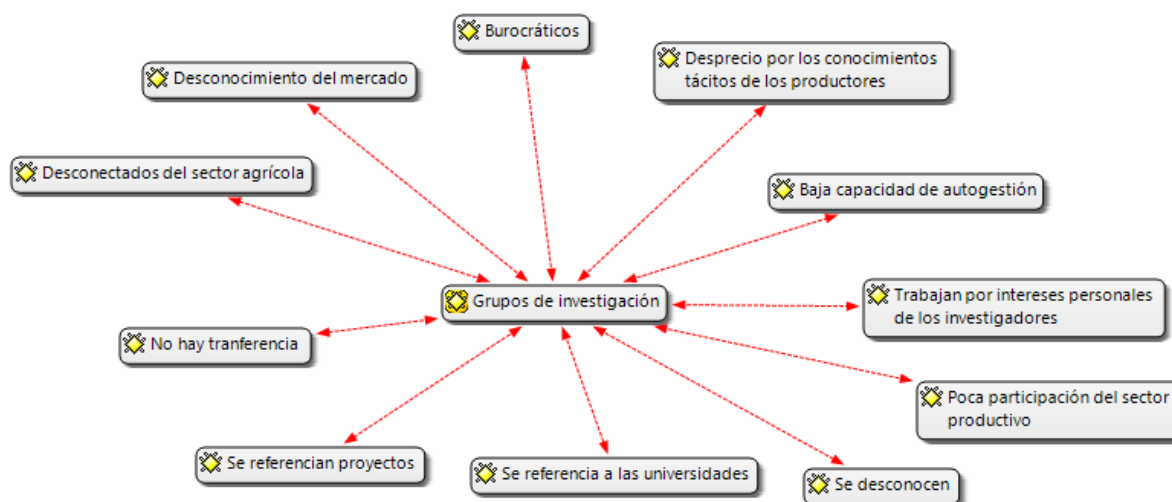 Burocráticos
Desprecio por los conocimientos
tácitos de los productores
Desconocimiento del mercado
Desconectados del sector agrícola
Baja capacidad de autogestión
Grupos de investigación
Trabajan por intereses personales
de los investigadores
No hay tranferencia
Poca participación del sector
productivo
Se referencian proyectos
Se referencia a las universidades
Se desconocen